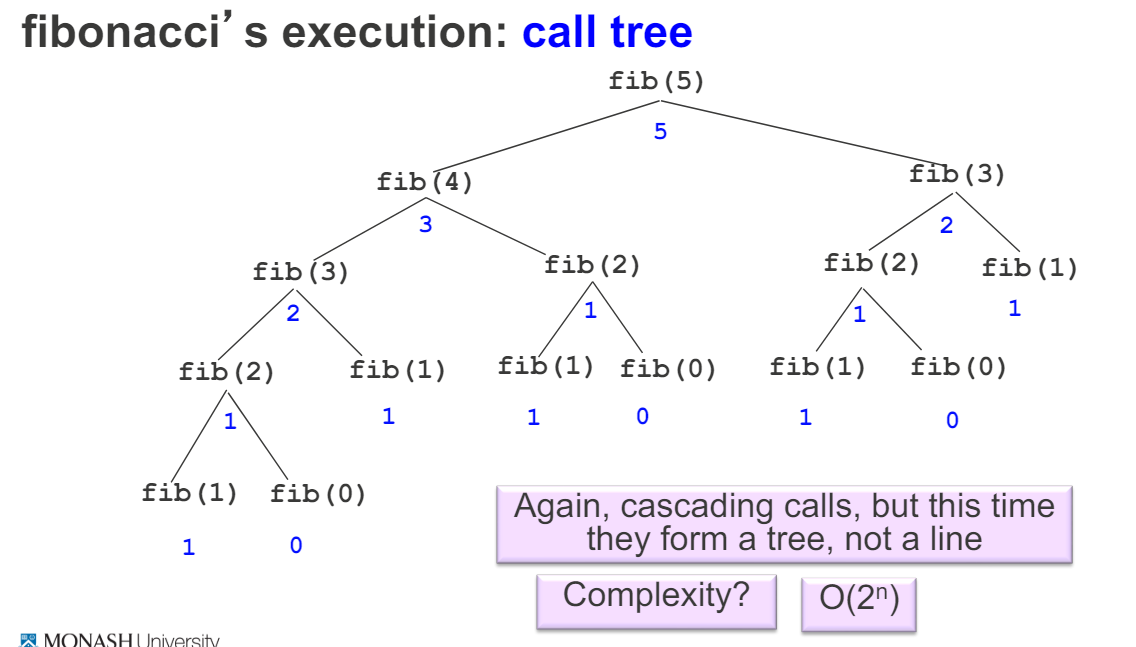 fibonacci’s execution: call tree
fib(5)
5
fib(4) fib(3)
3 2
fib(3) fib(2) fib(2) fib(1)
2 1 1 1
fib(2) fib(1) fib(1) fib(0) fib(1) fib(0)
1 1 1 0 1 0
fib(1) fib(0)
1 0
Again, cascading calls, but this time
they form a tree, not a line
Complexity? O(2ⁿ)
MONASH University